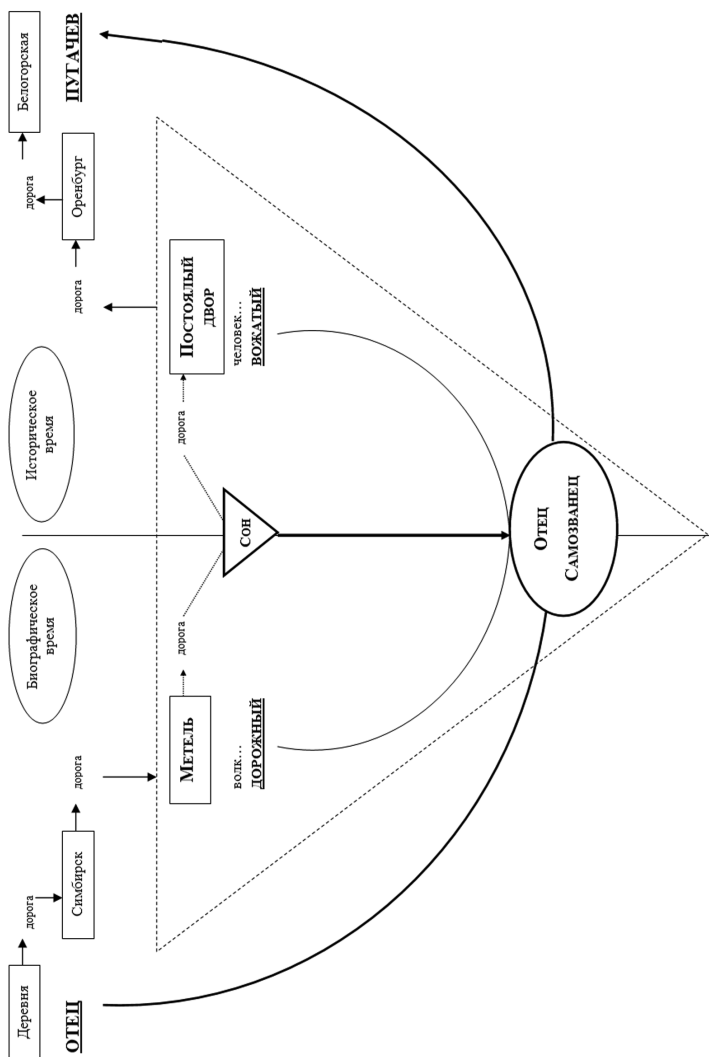 Деревня
дорога
Симбирск
дорога
Биографическое
время
Историческое
время
дорога
Оренбург
дорога
Белогорская
ОТЕЦ
ПУГАЧЕВ
МЕТЕЛЬ
дорога
СОН
дорога
ПОСТОЯЛЫЙ
ДВОР
волк…
ДОРОЖНЫЙ
человек…
ВОЖАТЫЙ
ОТЕЦ
САМОЗВАНЕЦ